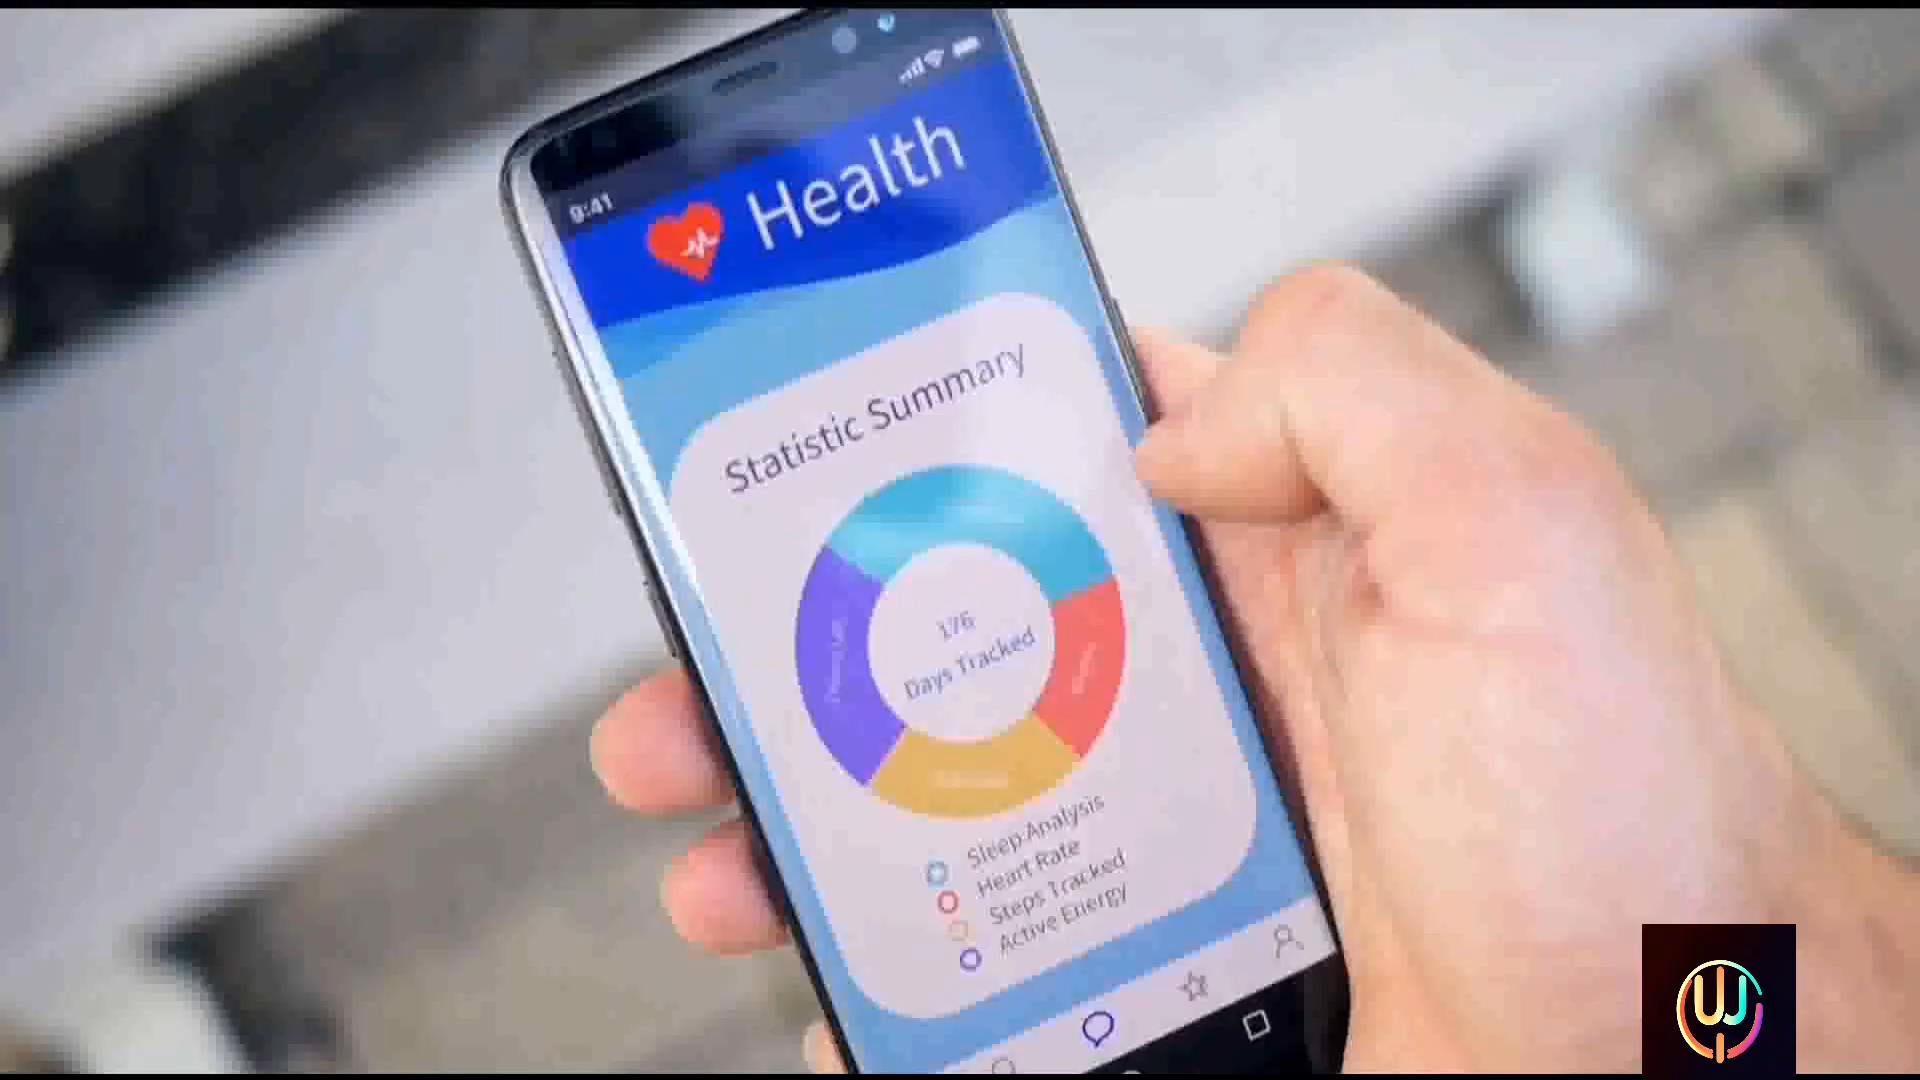 9:41
Health
Statistic Summary
176
Days Tracked
Sleep Analysis
Heart Rate
Steps Tracked
Active Energy